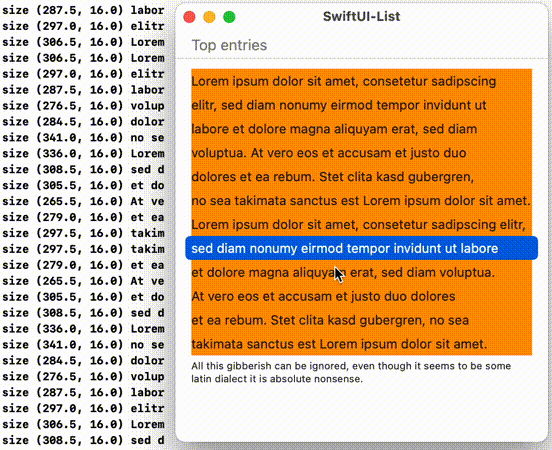 size (287.5, 16.0) labor
size (297.0, 16.0) elitr
size (306.5, 16.0) Lorem
size (306.5, 16.0) Lorem
size (297.0, 16.0) elitr
size (287.5, 16.0) labor
size (276.5, 16.0) volup
size (284.5, 16.0) dolor
size (341.0, 16.0) no se
size (336.0, 16.0) Lorem
size (308.5, 16.0) sed d
size (305.5, 16.0) et do
size (265.5, 16.0) At ve
size (279.0, 16.0) et ea
size (297.5, 16.0) takim
size (297.5, 16.0) takim
size (279.0, 16.0) et ea
size (265.5, 16.0) At ve
size (305.5, 16.0) et do
size (308.5, 16.0) sed d
size (336.0, 16.0) Lorem
size (341.0, 16.0) no se
size (284.5, 16.0) dolor
size (276.5, 16.0) volup
size (287.5, 16.0) labor
size (297.0, 16.0) elitr
size (306.5, 16.0) Lorem
size (308.5, 16.0) sed d
SwiftUI-List
Top entries
Lorem ipsum dolor sit amet, consetetur sadipscing
elitr, sed diam nonumy eirmod tempor invidunt ut
labore et dolore magna aliquyam erat, sed diam
voluptua. At vero eos et accusam et justo duo
dolores et ea rebum. Stet clita kasd gubergren,
no sea takimata sanctus est Lorem ipsum dolor sit amet.
Lorem ipsum dolor sit amet, consetetur sadipscing elitr,
sed diam nonumy eirmod tempor invidunt ut labore
et dolore magna aliquyam erat, sed diam voluptua.
At vero eos et accusam et justo duo dolores
et ea rebum. Stet clita kasd gubergren, no sea
takimata sanctus est Lorem ipsum dolor sit amet.
All this gibberish can be ignored, even though it seems to be some
latin dialect it is absolute nonsense.